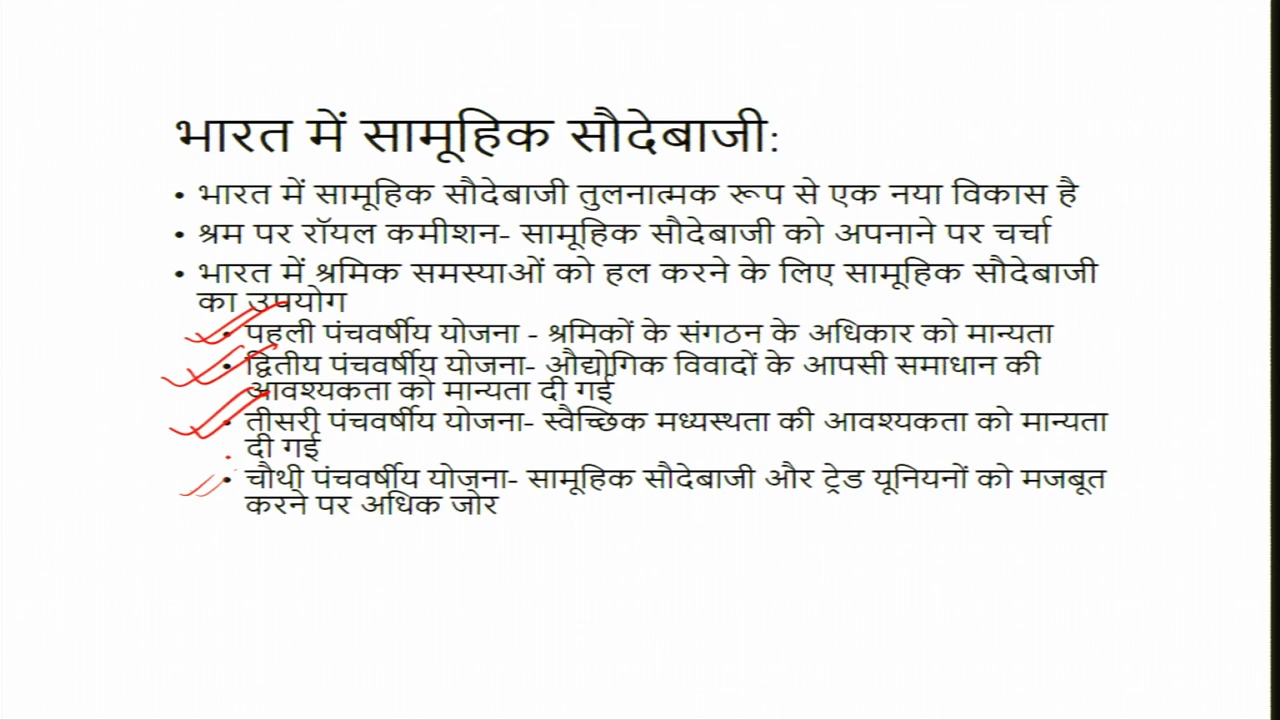 भारत में सामूहिक सौदेबाजी:
• भारत में सामूहिक सौदेबाजी तुलनात्मक रूप से एक नया विकास है
• श्रम पर रॉयल कमीशन- सामूहिक सौदेबाजी को अपनाने पर चर्चा
• भारत में श्रमिक समस्याओं को हल करने के लिए सामूहिक सौदेबाजी
का उपयोग
• पहली पंचवर्षीय योजना - श्रमिकों के संगठन के अधिकार को मान्यता
• द्वितीय पंचवर्षीय योजना- औद्योगिक विवादों के आपसी समाधान की
आवश्यकता को मान्यता दी गई
• तीसरी पंचवर्षीय योजना- स्वैच्छिक मध्यस्थता की आवश्यकता को मान्यता
दी गई
• चौथी पंचवर्षीय योजना- सामूहिक सौदेबाजी और ट्रेड यूनियनों को मजबूत
करने पर अधिक जोर